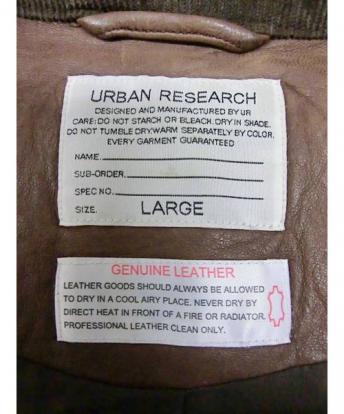 URBAN RESEARCH
DESIGNED AND MANUFACTURED BY UR
CARE: DO NOT STARCH OR BLEACH. DRY IN SHADE.
DO NOT TUMBLE DRY. WARM SEPARATELY BY COLOR.
EVERY GARMENT GUARANTEED
NAME.
SUB-ORDER.
SPEC NO.
SIZE. LARGE
GENUINE LEATHER
LEATHER GOODS SHOULD ALWAYS BE ALLOWED
TO DRY IN A COOL AIRY PLACE. NEVER DRY BY
DIRECT HEAT IN FRONT OF A FIRE OR RADIATOR.
PROFESSIONAL LEATHER CLEAN ONLY.